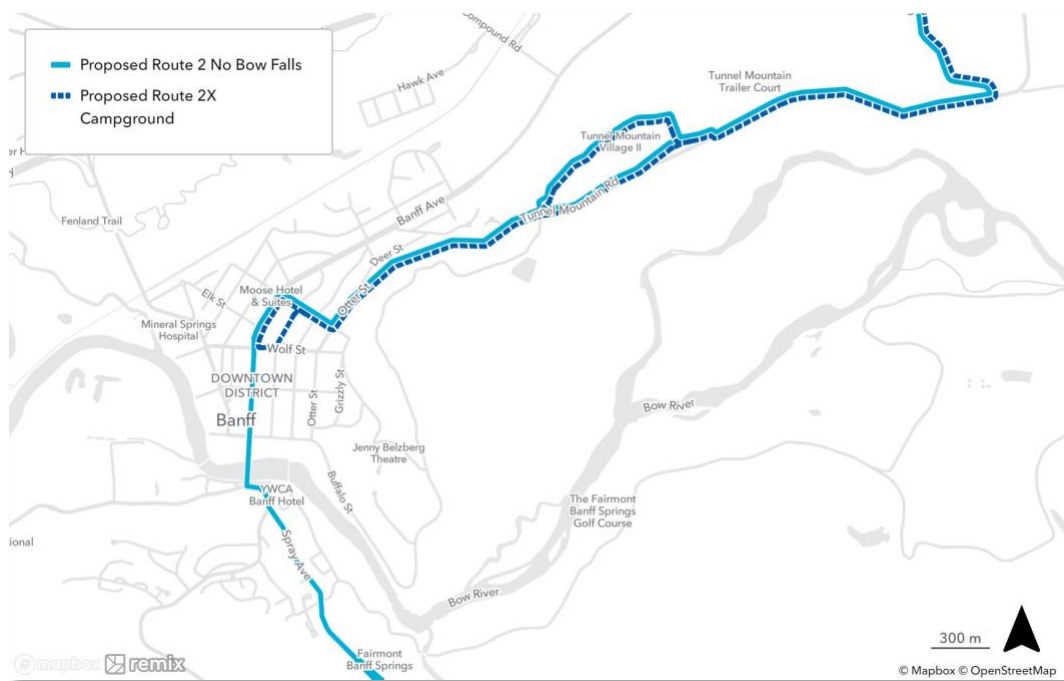 Proposed Route 2 No Bow Falls
Proposed Route 2X
Campground
Compound Rd
Hawk Ave
Tunnel Mountain
Trailer Court
Tunnel Mountain
Village II
Fenland Trail
Banff Ave
Tunnel Mountain Rd
Deer St
Elk St
Moose Hotel
& Suites
Otter St
Mineral Springs
Hospital
Wolf St
DOWNTOWN
DISTRICT
Otter St
Grizzly St
Banff
Bow River
Jenny Belzberg
Theatre
YWCA
Banff Hotel
Buffalo St
The Fairmont
Banff Springs
Golf Course
ional
Spray Ave
Bow River
300 m
Fairmont
Banff Springs
mapbox remix
© Mapbox © OpenStreetMap